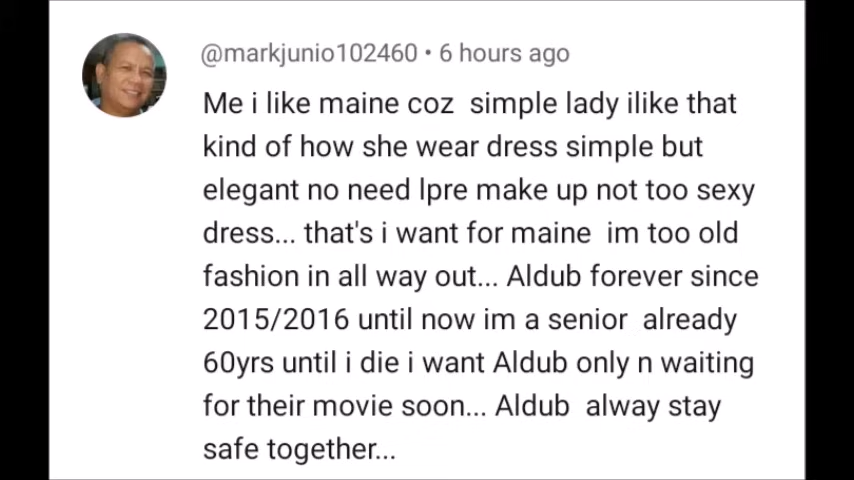 @markjunio102460 • 6 hours ago
Me i like maine coz  simple lady ilike that
kind of how she wear dress simple but
elegant no need lpre make up not too sexy
dress... that's i want for maine  im too old
fashion in all way out... Aldub forever since
2015/2016 until now im a senior  already
60yrs until i die i want Aldub only n waiting
for their movie soon... Aldub  alway stay
safe together...